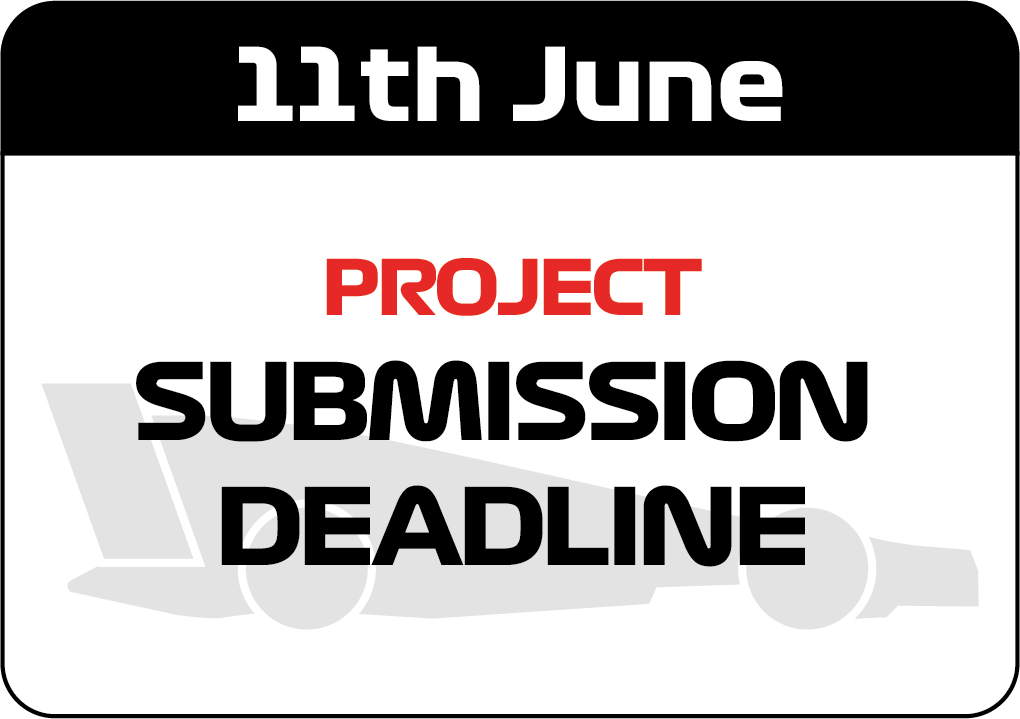 11th June
PROJECT
SUBMISSION
DEADLINE